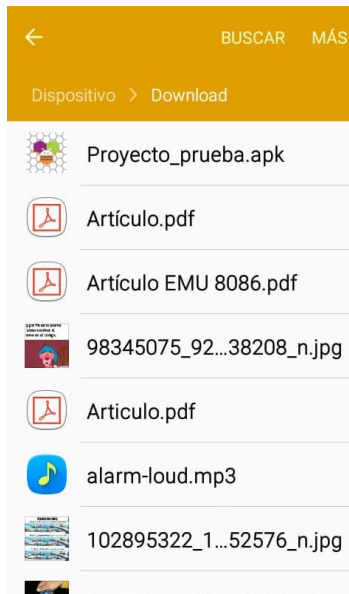 BUSCAR MÁS
Dispositivo > Download
Proyecto_prueba.apk
Artículo.pdf
Artículo EMU 8086.pdf
98345075_92...38208_n.jpg
Articulo.pdf
alarm-loud.mp3
102895322_1...52576_n.jpg